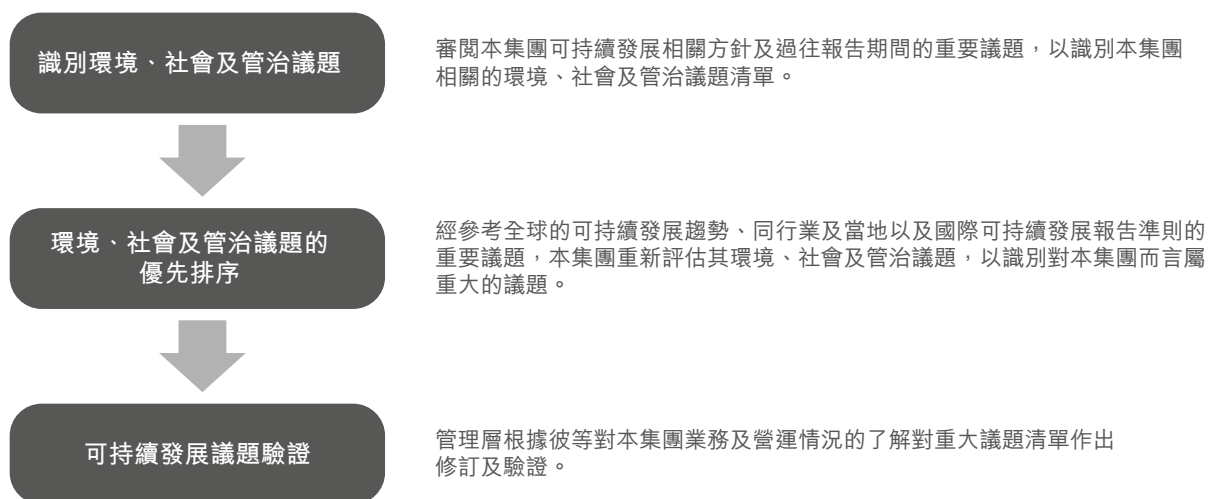 識別環境、社會及管治議題
審閱本集團可持續發展相關方針及過往報告期間的重要議題，以識別本集團
相關的環境、社會及管治議題清單。
環境、社會及管治議題的
優先排序
經參考全球的可持續發展趨勢、同行業及當地以及國際可持續發展報告準則的
重要議題，本集團重新評估其環境、社會及管治議題，以識別對本集團而言屬
重大的議題。
可持續發展議題驗證
管理層根據彼等對本集團業務及營運情況的了解對重大議題清單作出
修訂及驗證。